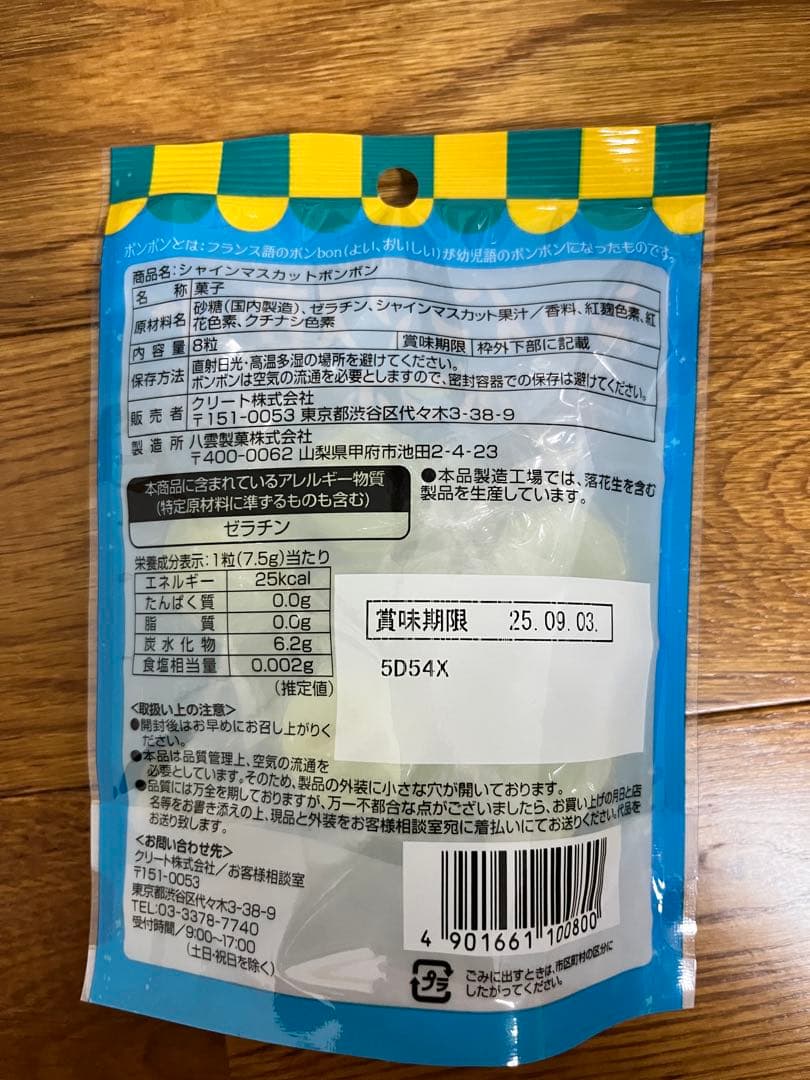 ボンボンとは:フランス語のボンbon(よい、おいしい)が幼児語のボンボンになったものです。
商品名:シャインマスカットボンボン
名 称 菓子
原材料名 砂糖(国内製造)、ゼラチン、シャインマスカット果汁/香料、紅麹色素、紅
花色素、クチナシ色素
内容量 8粒 賞味期限 枠外下部に記載
保存方法 直射日光・高温多湿の場所を避けてください。
ボンボンは空気の流通を必要としますので、密封容器での保存は避けてください。
販売者 クリート株式会社
〒151-0053 東京都渋谷区代々木3-38-9
製造所 八雲製菓株式会社
〒400-0062 山梨県甲府市池田2-4-23
本商品に含まれているアレルギー物質
(特定原材料に準ずるものも含む)
ゼラチン
●本品製造工場では、落花生を含む
製品を生産しています。
栄養成分表示:1粒(7.5g)当たり
エネルギー 25kcal
たんぱく質 0.0g
脂 質 0.0g
炭水化物 6.2g
食塩相当量 0.002g
(推定値)
賞味期限 25.09.03.
5D54X
<取扱い上の注意>
●開封後はお早めにお召し上がりく
ださい。
●本品は品質管理上、空気の流通を
必要としています。そのため、製品の外装に小さな穴が開いております。
●品質には万全を期しておりますが、万一不都合な点がございましたら、お買い上げの月日と店
名等をお書き添えの上、現品と外装をお客様相談室宛に着払いにてお送りください。代品を
お送り致します。
<お問い合わせ先>
クリート株式会社/お客様相談室
〒151-0053
東京都渋谷区代々木3-38-9
TEL:03-3378-7740
受付時間/9:00~17:00
(土日・祝日を除く)
4 901661 100800
プラ
ごみに出すときは、市区町村の区分に
したがってください。